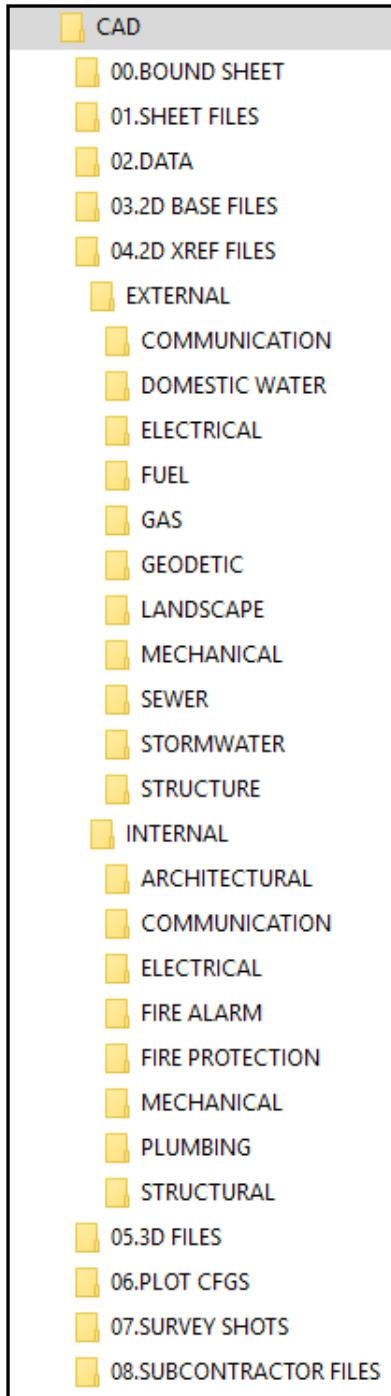 CAD
00.BOUND SHEET
01.SHEET FILES
02.DATA
03.2D BASE FILES
04.2D XREF FILES
EXTERNAL
COMMUNICATION
DOMESTIC WATER
ELECTRICAL
FUEL
GAS
GEODETIC
LANDSCAPE
MECHANICAL
SEWER
STORMWATER
STRUCTURE
INTERNAL
ARCHITECTURAL
COMMUNICATION
ELECTRICAL
FIRE ALARM
FIRE PROTECTION
MECHANICAL
PLUMBING
STRUCTURAL
05.3D FILES
06.PLOT CFGS
07.SURVEY SHOTS
08.SUBCONTRACTOR FILES